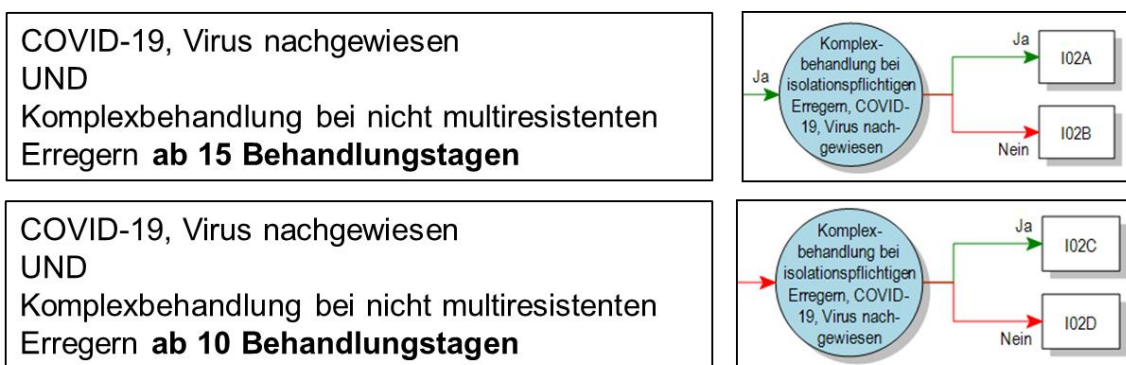 COVID-19, Virus nachgewiesen
UND
Komplexbehandlung bei nicht multiresistenten
Erregern ab 15 Behandlungstagen
Ja
Komplex-
behandlung bei
isolationspflichtigen
Erregern, COVID-
19, Virus nach-
gewiesen
Ja
I02A
I02B
Nein
COVID-19, Virus nachgewiesen
UND
Komplexbehandlung bei nicht multiresistenten
Erregern ab 10 Behandlungstagen
Komplex-
behandlung bei
isolationspflichtigen
Erregern, COVID-
19, Virus nach-
gewiesen
Ja
I02C
I02D
Nein